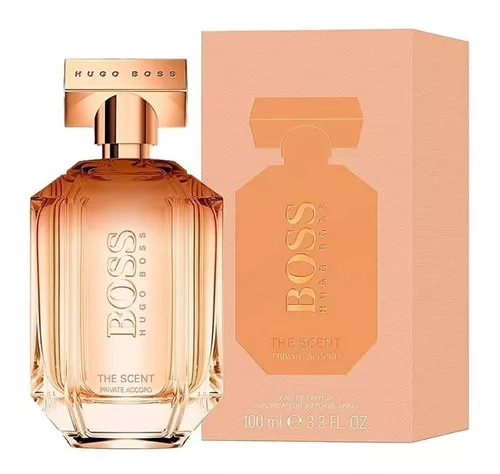 HUGO BOSS
BOSS
HUGO BOSS
THE SCENT
PRIVATE ACCORD
BOSS
HUGO BOSS
THE SCENT
PRIVATE ACCORD
EAU DE PARFUM
VAPORISATEUR NATURAL SPRAY
100 ml ℮ 3.3 FL. OZ